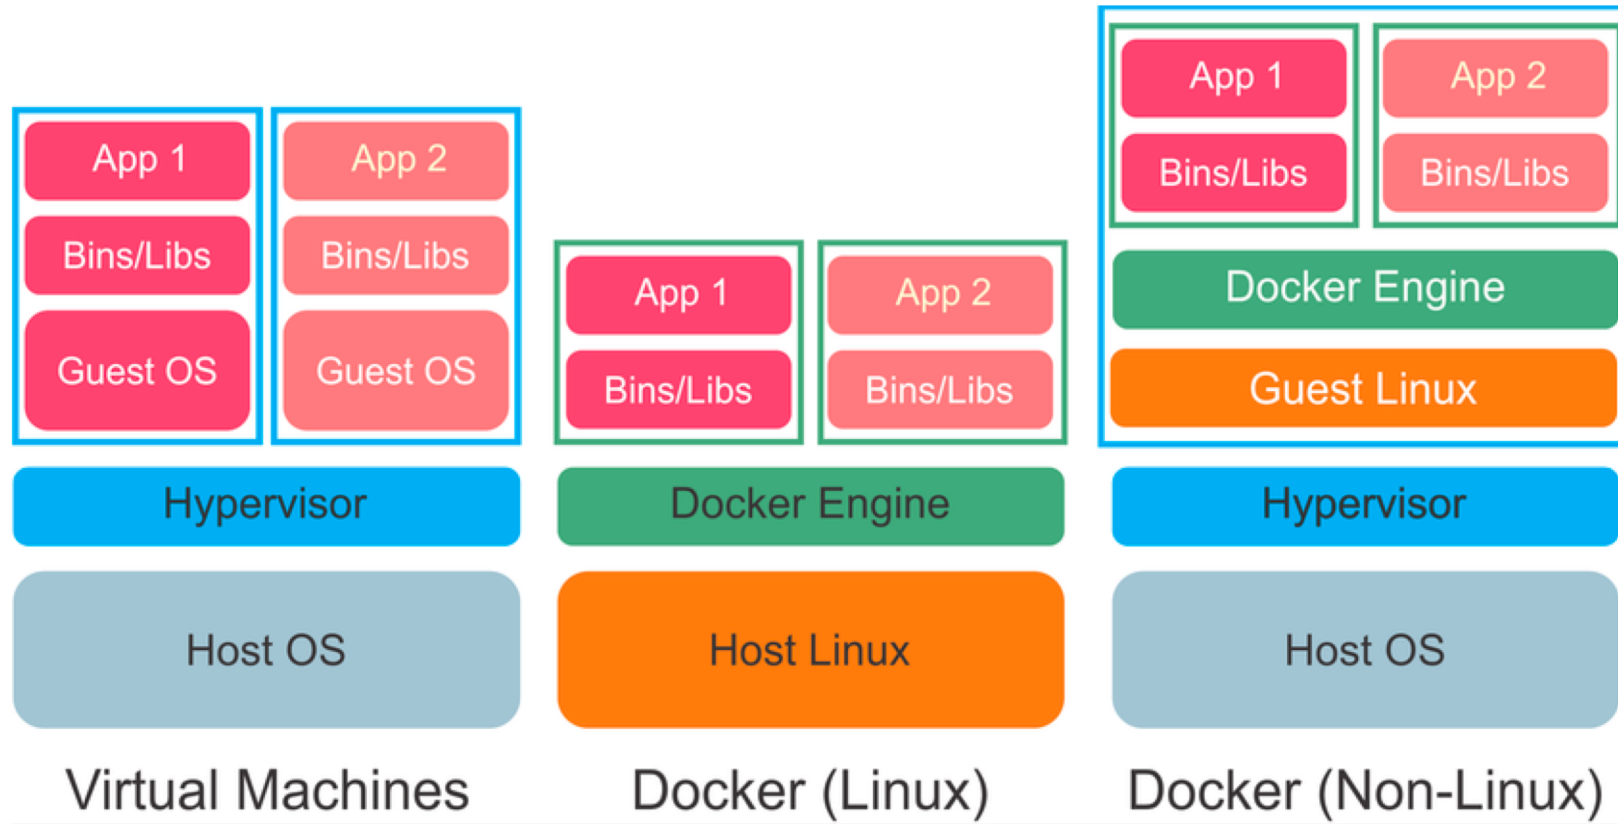 App 1
App 2
Bins/Libs
Bins/Libs
Guest OS
Guest OS
Hypervisor
Host OS
Virtual Machines
App 1
App 2
Bins/Libs
Bins/Libs
Docker Engine
Host Linux
Docker (Linux)
App 1
App 2
Bins/Libs
Bins/Libs
Docker Engine
Guest Linux
Hypervisor
Host OS
Docker (Non-Linux)